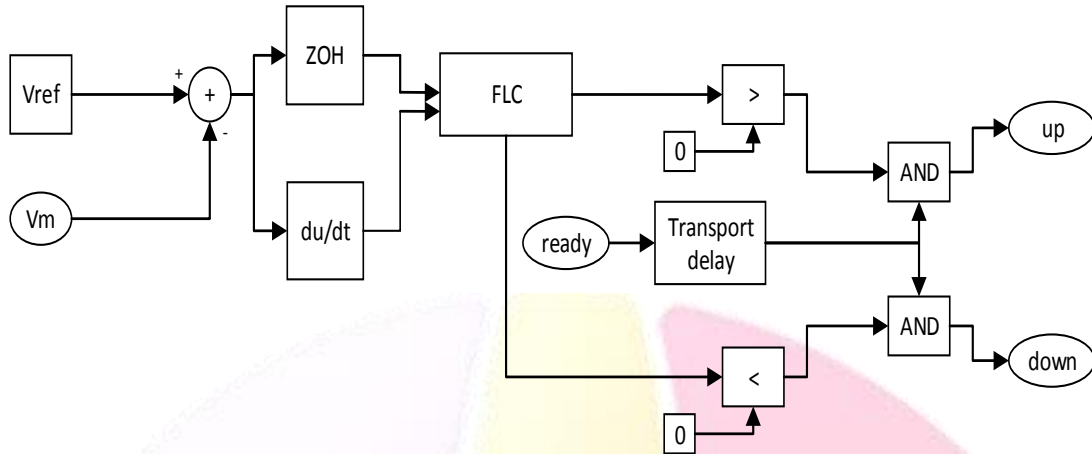 Vref
+
+
-
Vm
ZOH
du/dt
FLC
>
0
ready
Transport
delay
AND
up
AND
<
0
down